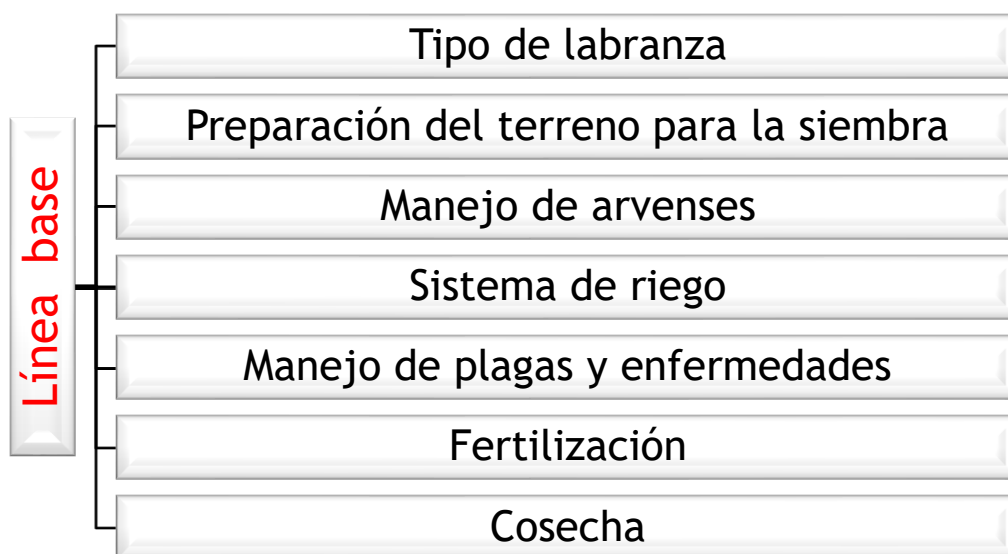 Línea base
Tipo de labranza
Preparación del terreno para la siembra
Manejo de arvenses
Sistema de riego
Manejo de plagas y enfermedades
Fertilización
Cosecha